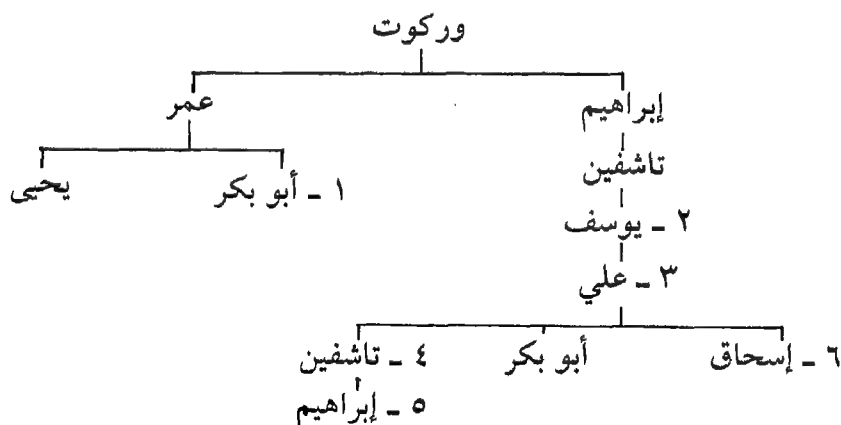 وركوت
إبراهيم
عمر
تاشفين
١ - أبو بكر
يحيى
٢ - يوسف
٣ - علي
٦ - إسحاق
أبو بكر
٤ - تاشفين
٥ - إبراهيم